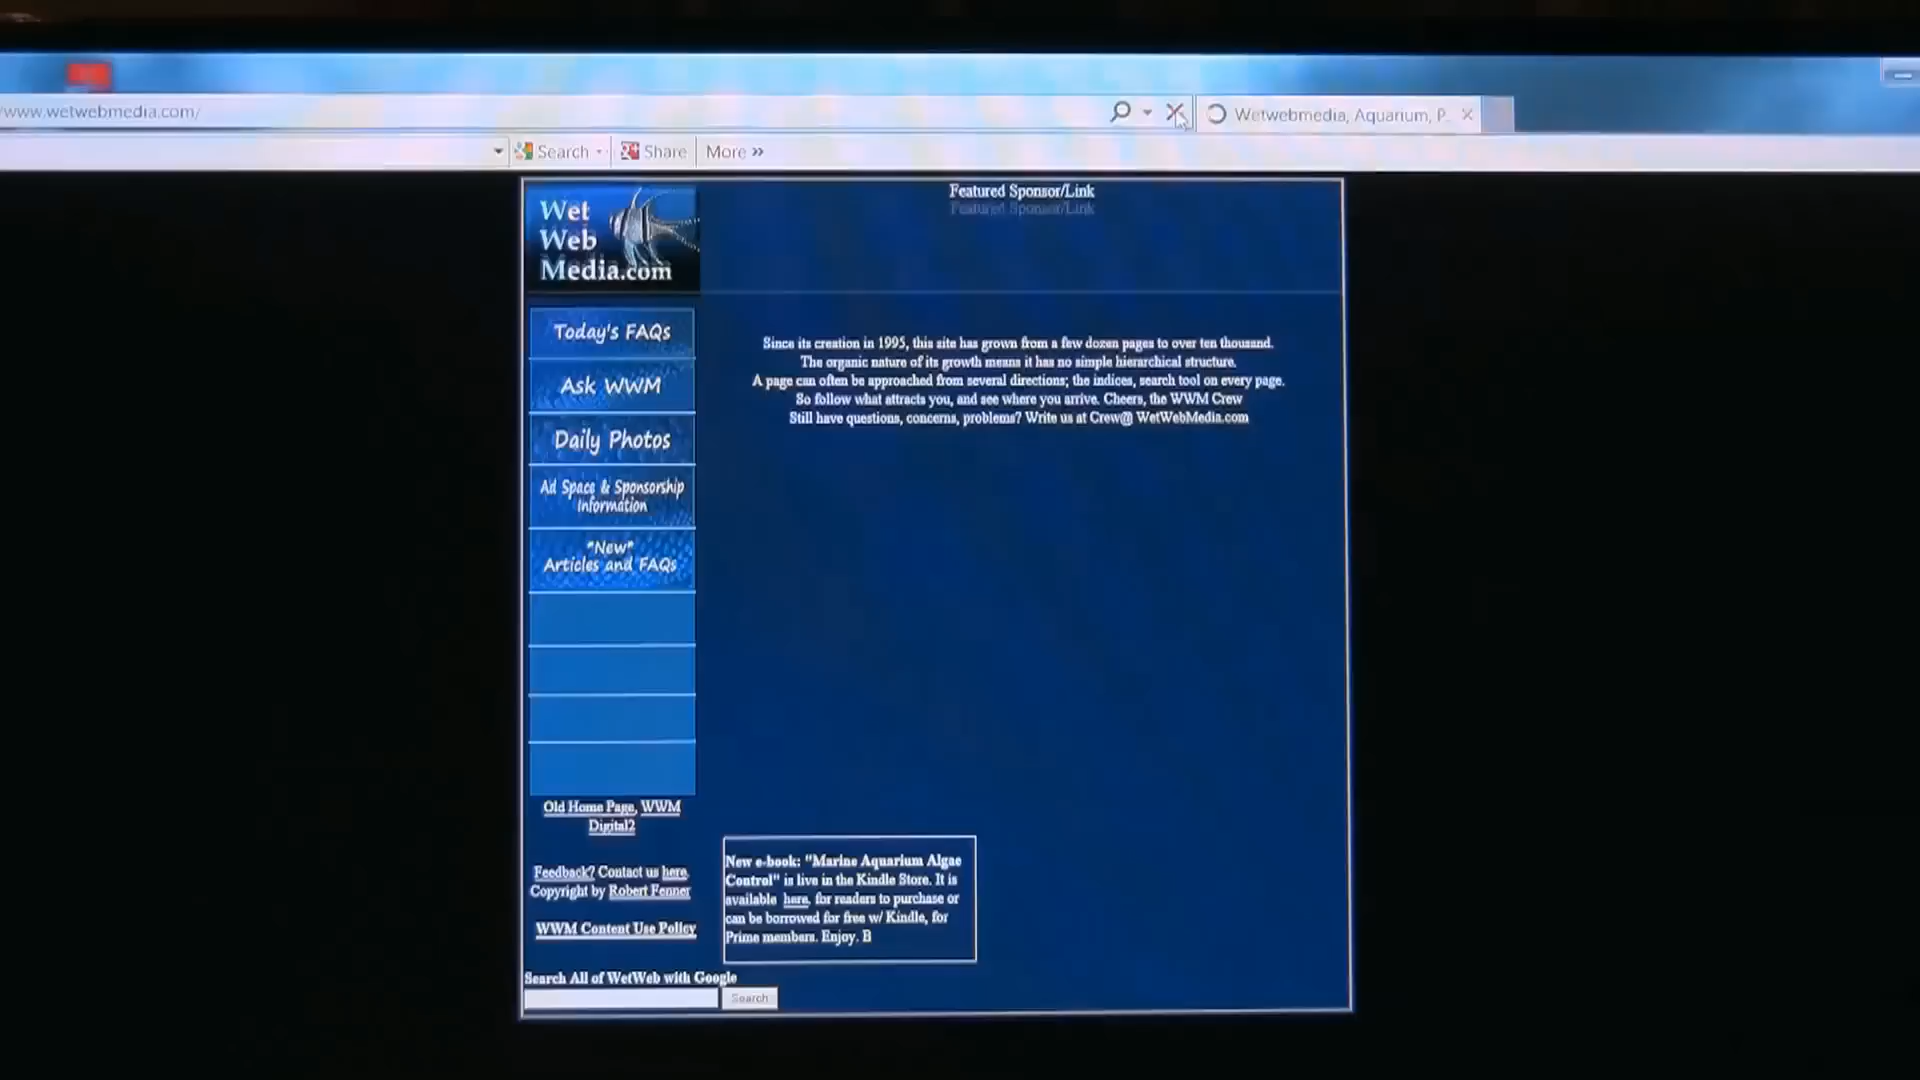 /www.wetwebmedia.com/
Wetwebmedia, Aquarium, P...
Search
Share
More »
Wet
Web
Media.com
Featured Sponsor/Link
Featured Sponsor/Link
Today's FAQs
Ask WWM
Daily Photos
Ad Space & Sponsorship
Information
*New*
Articles and FAQs
Since its creation in 1995, this site has grown from a few dozen pages to over ten thousand.
The organic nature of its growth means it has no simple hierarchical structure.
A page can often be approached from several directions; the indices, search tool on every page.
So follow what attracts you, and see where you arrive. Cheers, the WWM Crew
Still have questions, concerns, problems? Write us at Crew@ WetWebMedia.com
Old Home Page, WWM
Digital2
Feedback? Contact us here.
Copyright by Robert Fenner
WWM Content Use Policy
New e-book: "Marine Aquarium Algae
Control" is live in the Kindle Store. It is
available here, for readers to purchase or
can be borrowed for free w/ Kindle, for
Prime members. Enjoy. B
Search All of WetWeb with Google
Search